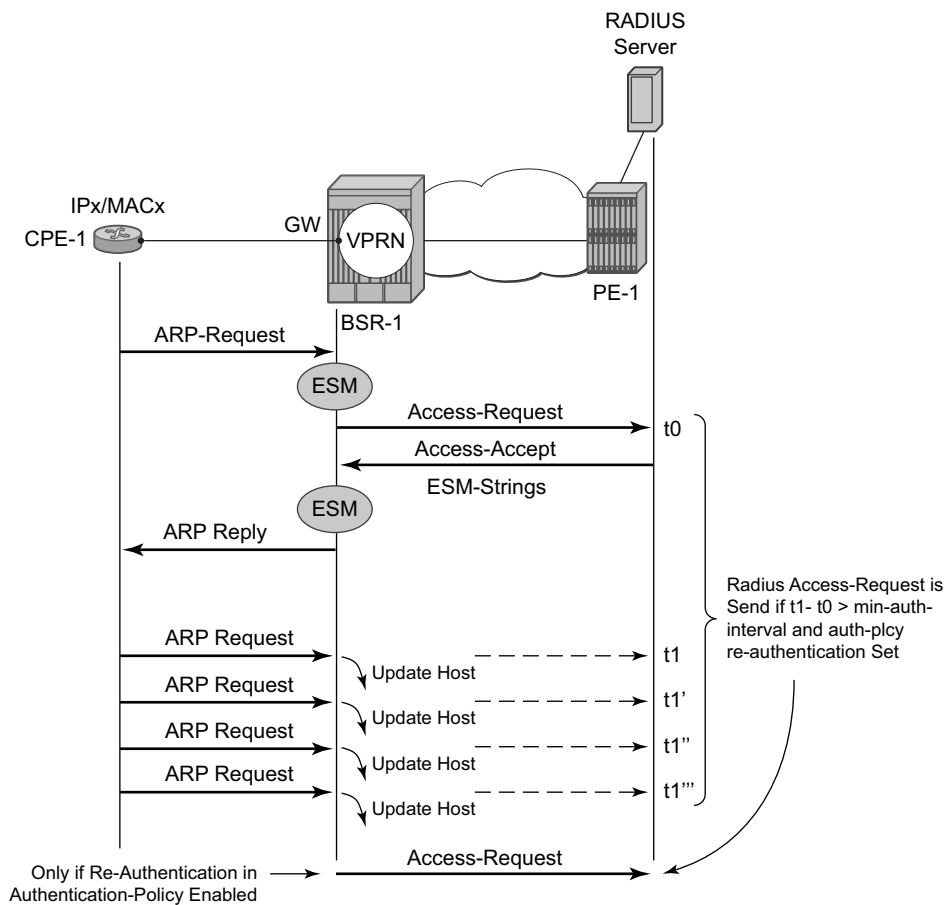 RADIUS
Server
IPx/MACx
CPE-1
GW
VPRN
PE-1
BSR-1
ARP-Request
ESM
Access-Request
t0
Access-Accept
ESM-Strings
ESM
ARP Reply
Radius Access-Request is
Send if t1- t0 > min-auth-
interval and auth-plcy
re-authentication Set
ARP Request
Update Host
t1
ARP Request
Update Host
t1'
ARP Request
Update Host
t1''
ARP Request
Update Host
t1'''
Access-Request
Only if Re-Authentication in
Authentication-Policy Enabled